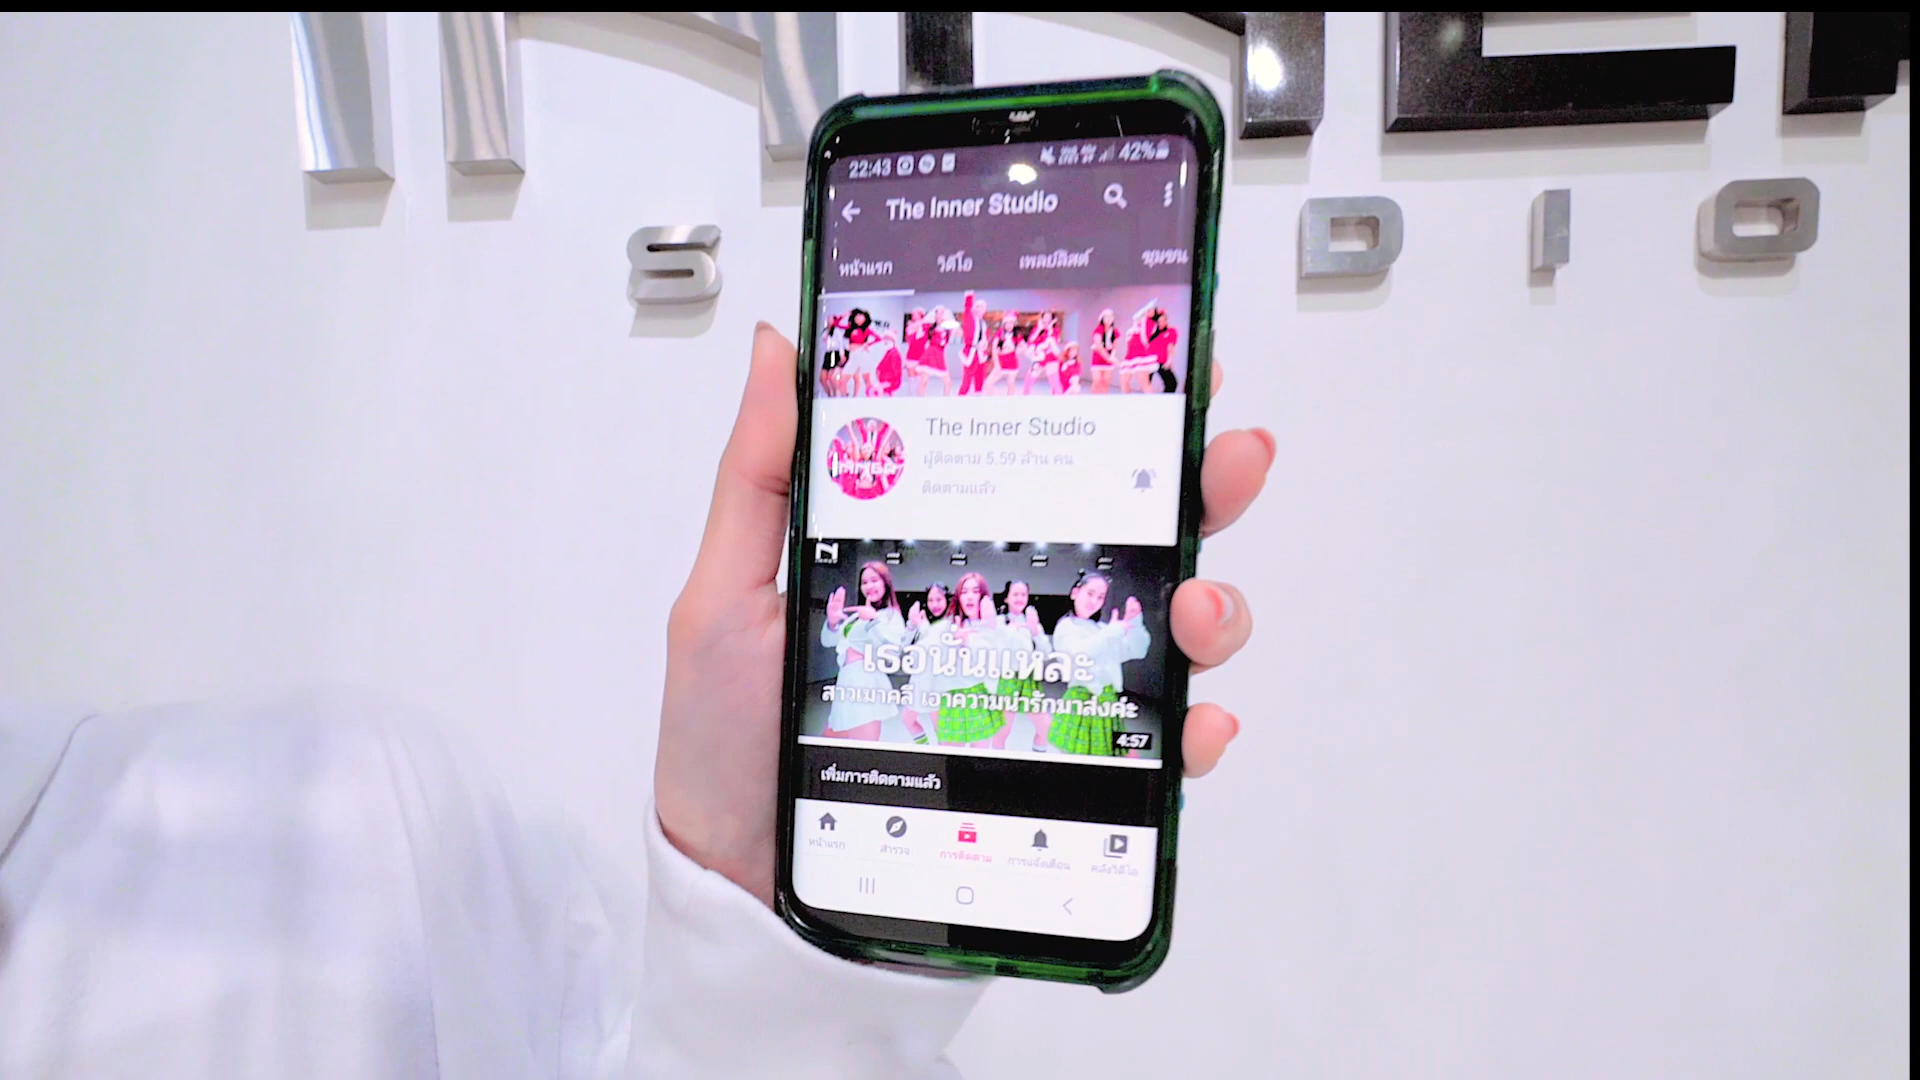 INNER
STUDIO
22:43 42%
The Inner Studio
หน้าแรก วิดีโอ เพลย์ลิสต์ ชุมชน
The Inner Studio
ผู้ติดตาม 5.59 ล้าน คน
ติดตามแล้ว
INNER
เธอนั่นแหละ
สาวเมาคลี เอาความน่ารักมาส่งค่ะ
4:57
เพิ่มการติดตามแล้ว
หน้าแรก สำรวจ การติดตาม การแจ้งเตือน คลังวิดีโอ